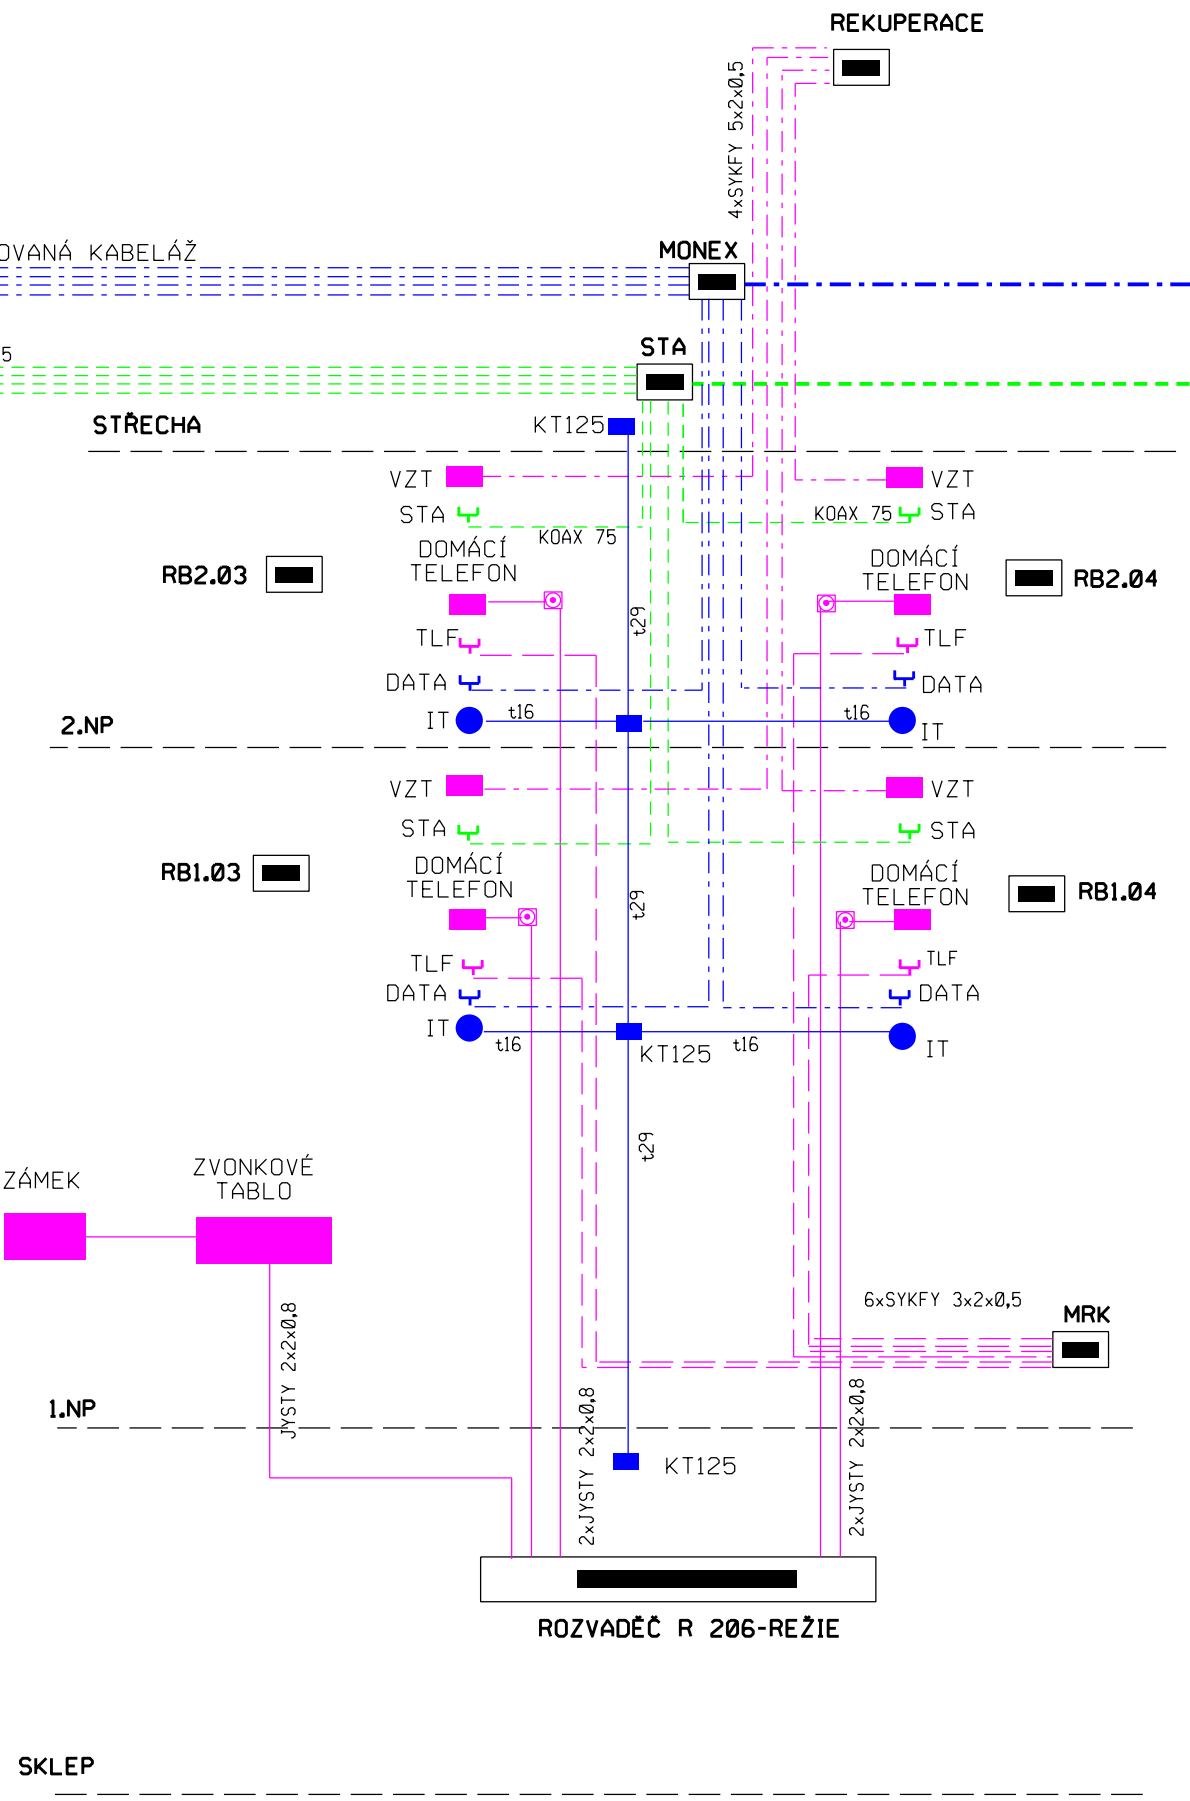 REKUPERACE
4xSYKFY 5x2x0,5
OVANÁ KABELÁŽ
MONEX
5
STA
STŘECHA
KT125
VZT
VZT
STA
KOAX 75
STA
KOAX 75
DOMÁCÍ
TELEFON
DOMÁCÍ
TELEFON
RB2.03
RB2.04
t29
TLF
TLF
DATA
DATA
IT
t16
t16
IT
2.NP
VZT
VZT
STA
STA
DOMÁCÍ
TELEFON
DOMÁCÍ
TELEFON
RB1.03
RB1.04
t29
TLF
TLF
DATA
DATA
IT
t16
KT125
t16
IT
t29
ZÁMEK
ZVONKOVÉ
TABLO
JYSTY 2x2x0,8
6xSYKFY 3x2x0,5
MRK
1.NP
2xJYSTY 2x2x0,8
KT125
2xJYSTY 2x2x0,8
ROZVADĚČ R 206-REŽIE
SKLEP